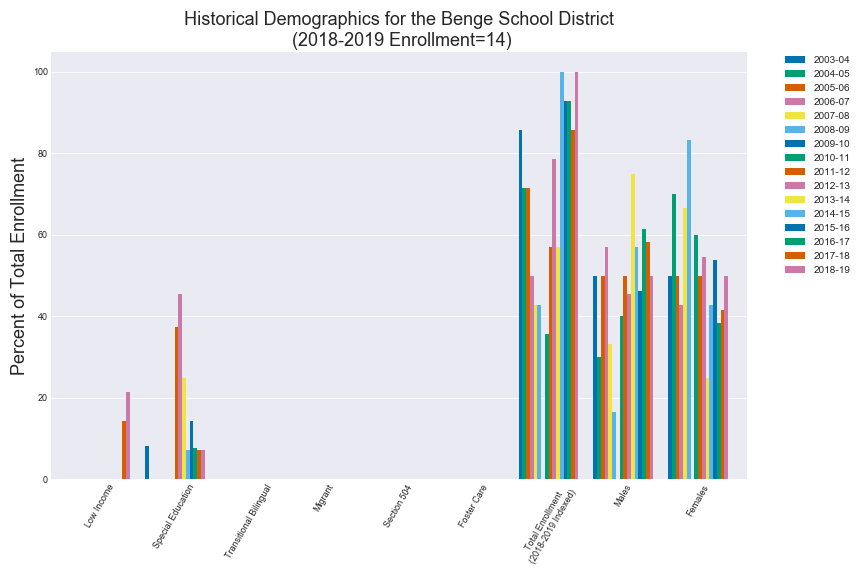 Historical Demographics for the Benge School District
(2018-2019 Enrollment=14)
Percent of Total Enrollment
100
80
60
40
20
0
Low Income
Special Education
Transitional Bilingual
Migrant
Section 504
Foster Care
Total Enrollment
(2018-2019 Indexed)
Males
Females
2003-04
2004-05
2005-06
2006-07
2007-08
2008-09
2009-10
2010-11
2011-12
2012-13
2013-14
2014-15
2015-16
2016-17
2017-18
2018-19